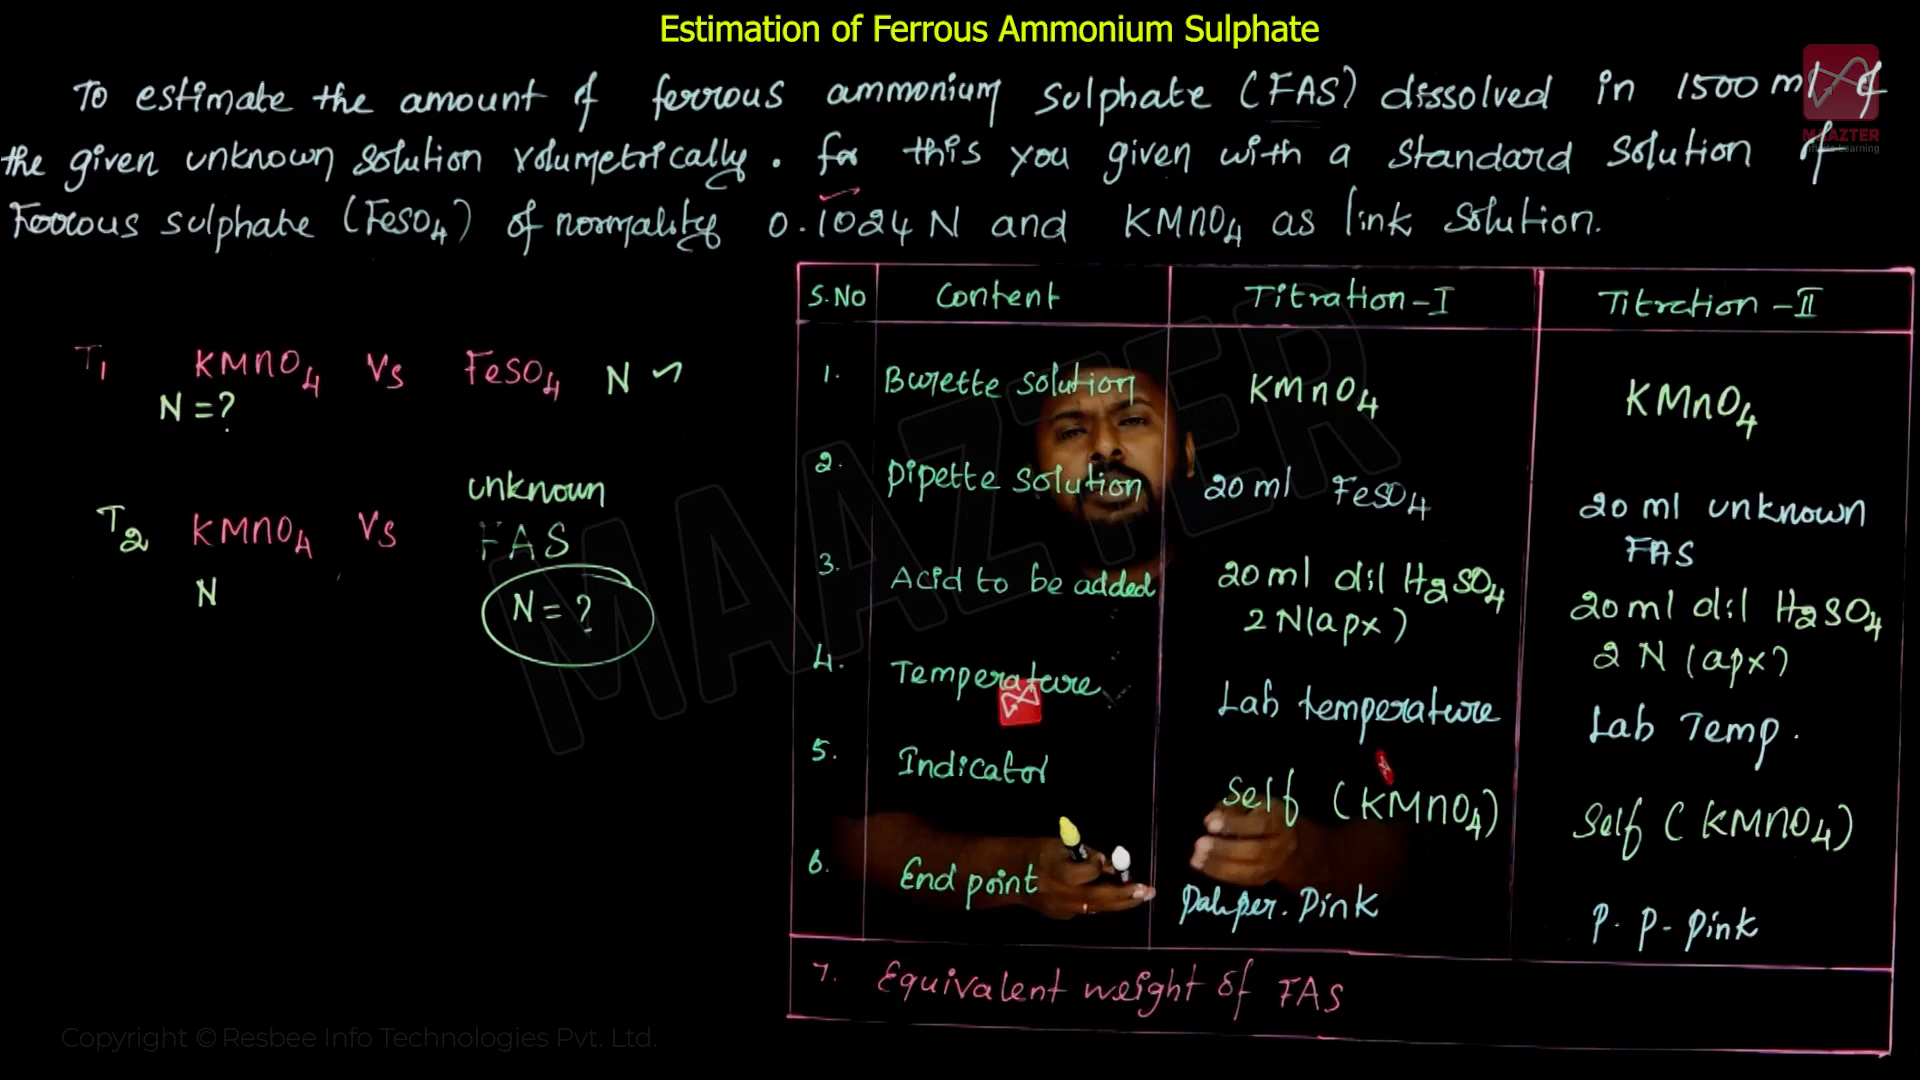 Estimation of Ferrous Ammonium Sulphate
To estimate the amount of ferrous ammonium sulphate (FAS) dissolved in 1500 ml of
the given unknown solution volumetrically. for this you given with a standard solution of
Ferrous sulphate (FeSO4) of normality 0.1024 N and KMnO4 as link solution.
MAAZTER
S.No Content Titration-I Titration-II
T1 KMnO4 Vs FeSO4 N
N=?
T2 KMnO4 Vs unknown FAS
N N=?
1. Burette solution KMnO4 KMnO4
2. Pipette solution 20 ml FeSO4 20 ml unknown FAS
3. Acid to be added 20 ml dil H2SO4 2 N(apx) 20 ml dil H2SO4 2 N (apx)
4. Temperature Lab temperature Lab Temp.
5. Indicator Self (KMnO4) Self (KMnO4)
6. End point Pink P. P- Pink
7. Equivalent weight of FAS
MAAZTER
Copyright © Resbee Info Technologies Pvt. Ltd.